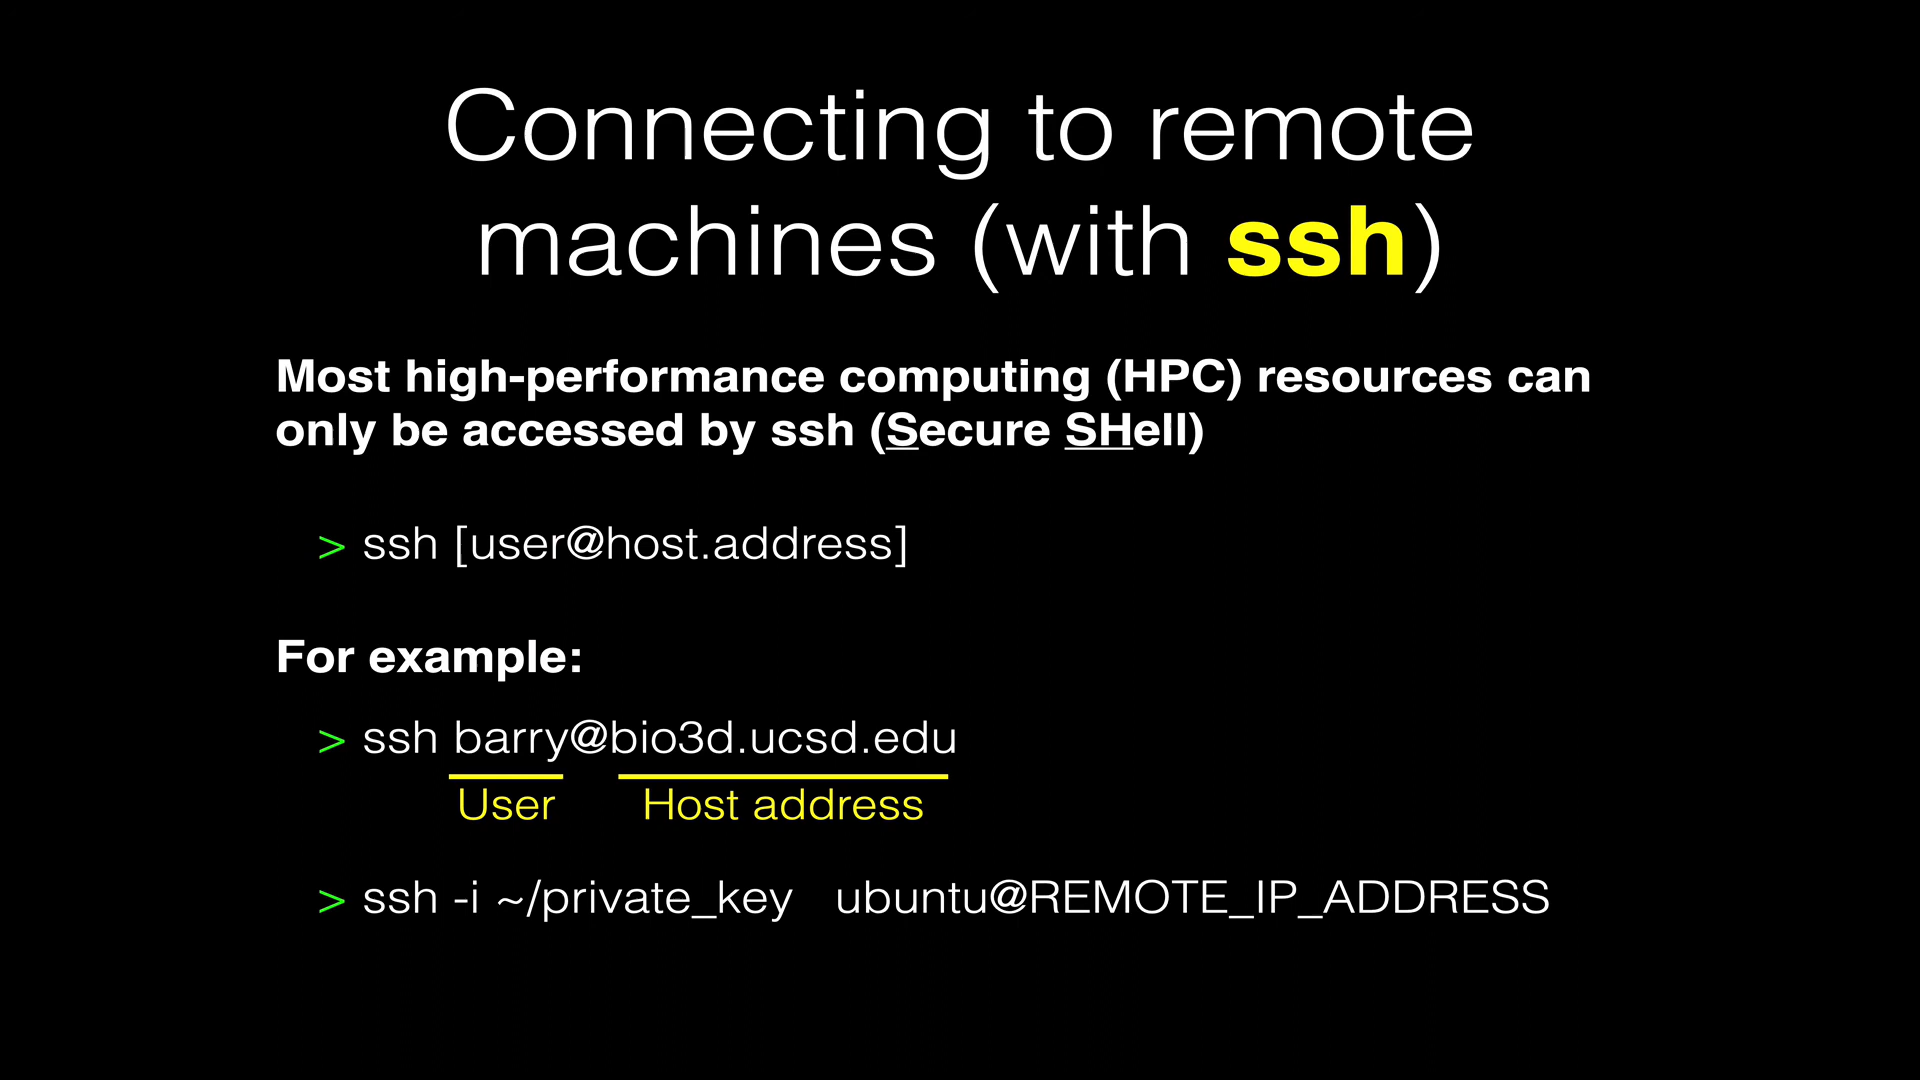 Connecting to remote
machines (with ssh)
Most high-performance computing (HPC) resources can
only be accessed by ssh (Secure SHell)
> ssh [user@host.address]
For example:
> ssh barry@bio3d.ucsd.edu
User Host address
> ssh -i ~/private_key ubuntu@REMOTE_IP_ADDRESS